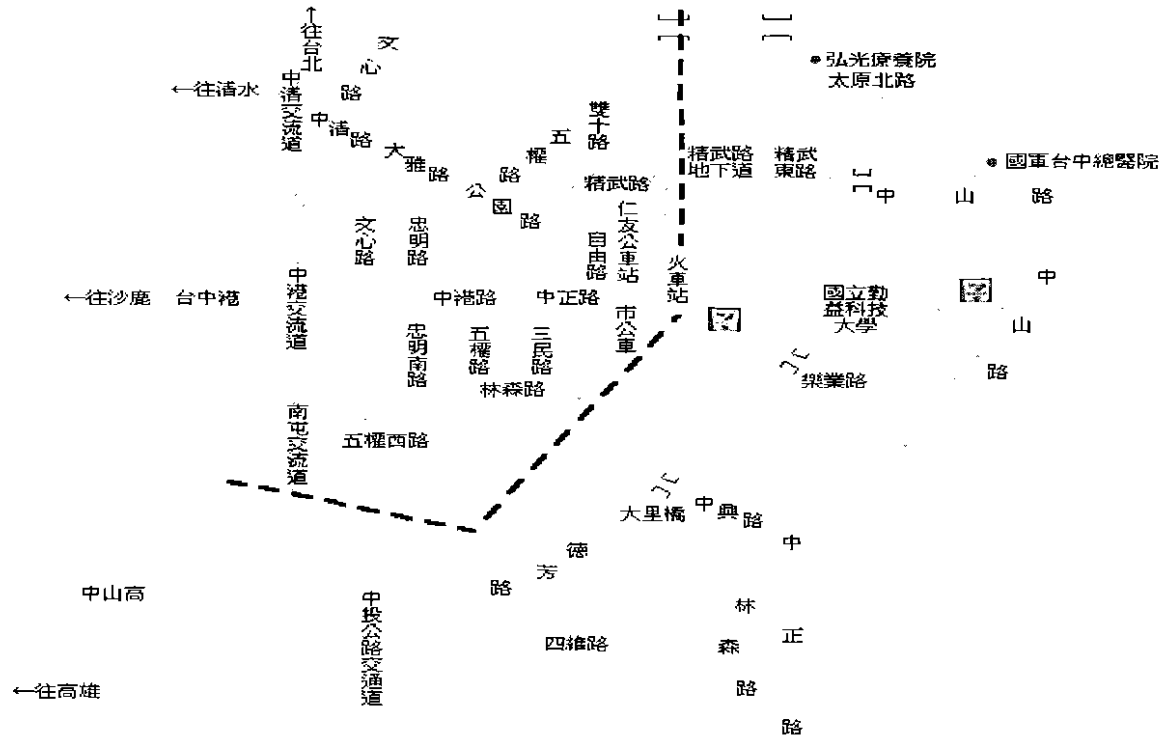 ↑往台北
文心路
←往清水
中清交流道
中清路
大雅路
公園路
五權路
雙十路
精武路
精武路
地下道
精武
東路
弘光療養院
太原北路
國軍台中總醫院
中山路
文心路
忠明路
自由路
仁友公車站
火車站
←往沙鹿 台中港
中港交流道
中港路
中正路
市公車
國立勤
益科技
大學
中山路
忠明南路
五權路
三民路
林森路
樂業路
南屯交流道
五權西路
大里橋
中興路
德芳路
中正路
林森路
四維路
中山高
中投公路交通道
←往高雄